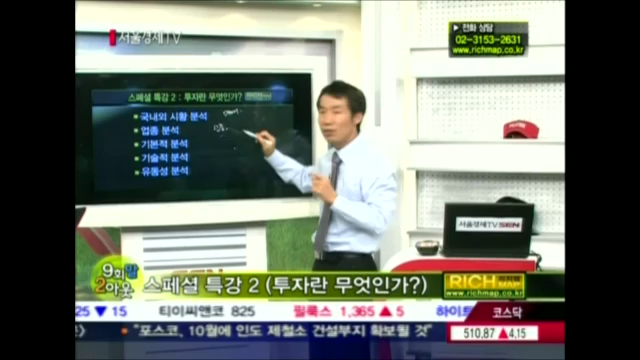 서울경제TV
▶ 전화 상담
02-3153-2631
www.richmap.co.kr
스페셜 특강 2 : 투자란 무엇인가?
국내외 시황 분석
업종 분석
기본적 분석
기술적 분석
유동성 분석
서울경제TV SEN
SEN
9회말
2아웃
스페셜 특강 2 (투자란 무엇인가?)
RICH MAP
www.richmap.co.kr
25 ▼ 15 티이씨앤코 825 필룩스 1,365 ▲ 5 하이트
코스닥
"포스코, 10월에 인도 제철소 건설부지 확보될 것"
510.87 ▲ 4.15